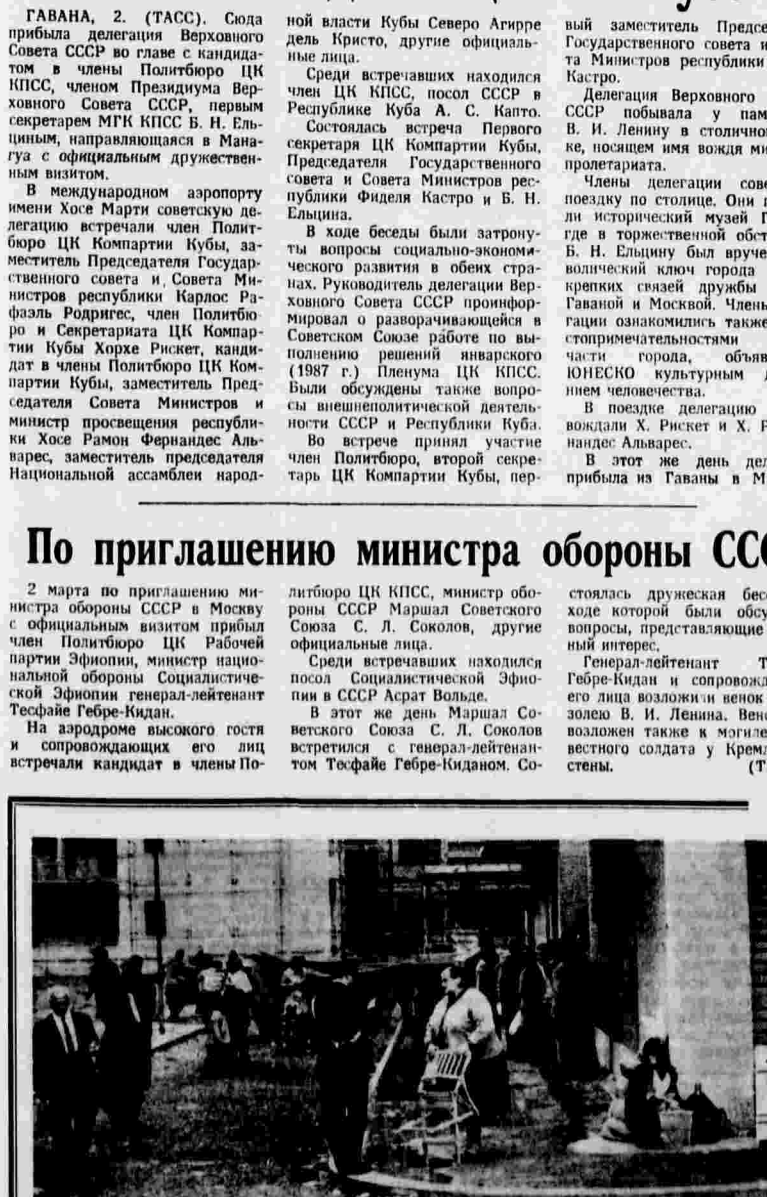 ГАВАНА, 2. (ТАСС). Сюда
прибыла делегация Верховного
Совета СССР во главе с кандида-
том в члены Политбюро ЦК
КПСС, членом Президиума Вер-
ховного Совета СССР, первым
секретарем МГК КПСС Б. Н. Ель-
циным, направляющаяся в Мана-
гуа с официальным дружествен-
ным визитом.
В международном аэропорту
имени Хосе Марти советскую де-
легацию встречали член Полит-
бюро ЦК Компартии Кубы, за-
меститель Председателя Государ-
ственного совета и Совета Ми-
нистров республики Карлос Ра-
фаэль Родригес, член Политбю-
ро и Секретариата ЦК Компар-
тии Кубы Хорхе Рискет, канди-
дат в члены Политбюро ЦК Ком-
партии Кубы, заместитель Пред-
седателя Совета Министров и
министр просвещения республи-
ки Хосе Рамон Фернандес Аль-
варес, заместитель председателя
Национальной ассамблеи народ-
ной власти Кубы Северо Агирре
дель Кристо, другие официаль-
ные лица.
Среди встречавших находился
член ЦК КПСС, посол СССР в
Республике Куба А. С. Капто.
Состоялась встреча Первого
секретаря ЦК Компартии Кубы,
Председателя Государственного
совета и Совета Министров рес-
публики Фиделя Кастро и Б. Н.
Ельцина.
В ходе беседы были затрону-
ты вопросы социально-экономи-
ческого развития в обеих стра-
нах. Руководитель делегации Вер-
ховного Совета СССР проинфор-
мировал о разворачивающейся в
Советском Союзе работе по вы-
полнению решений январского
(1987 г.) Пленума ЦК КПСС.
Были обсуждены также вопро-
сы внешнеполитической деятель-
ности СССР и Республики Куба.
Во встрече принял участие
член Политбюро, второй секре-
тарь ЦК Компартии Кубы, пер-
вый заместитель Предсе
Государственного совета и
та Министров республики
Кастро.
Делегация Верховного
СССР побывала у пам
В. И. Ленину в столично
ке, носящем имя вождя ми
пролетариата.
Члены делегации сове
поездку по столице. Они
ли исторический музей Г
где в торжественной обст
Б. Н. Ельцину был вруче
волический ключ города
крепких связей дружбы
Гаваной и Москвой. Члень
гации ознакомились также
стопримечательностями
части города, объяв
ЮНЕСКО культурным
нием человечества.
В поездке делегацию
вождали Х. Рискет и Х. Р
нандес Альварес.
В этот же день дел
прибыла из Гаваны в М
По приглашению министра обороны ССС
2 марта по приглашению ми-
нистра обороны СССР в Москву
с официальным визитом прибыл
член Политбюро ЦК Рабочей
партии Эфиопии, министр нацио-
нальной обороны Социалистиче-
ской Эфиопии генерал-лейтенант
Тесфайе Гебре-Кидан.
На аэродроме высокого гостя
и сопровождающих его лиц
встречали кандидат в члены По-
литбюро ЦК КПСС, министр обо-
роны СССР Маршал Советского
Союза С. Л. Соколов, другие
официальные лица.
Среди встречавших находился
посол Социалистической Эфио-
пии в СССР Асрат Вольде.
В этот же день Маршал Со-
ветского Союза С. Л. Соколов
встретился с генерал-лейтенан-
том Тесфайе Гебре-Киданом. Со-
стоялась дружеская бес
ходе которой были обсу
вопросы, представляющие
ный интерес.
Генерал-лейтенант Т
Гебре-Кидан и сопровожд
его лица возложили венок
золею В. И. Ленина. Вен
возложен также к могиле
вестного солдата у Кремл
стены. (Т